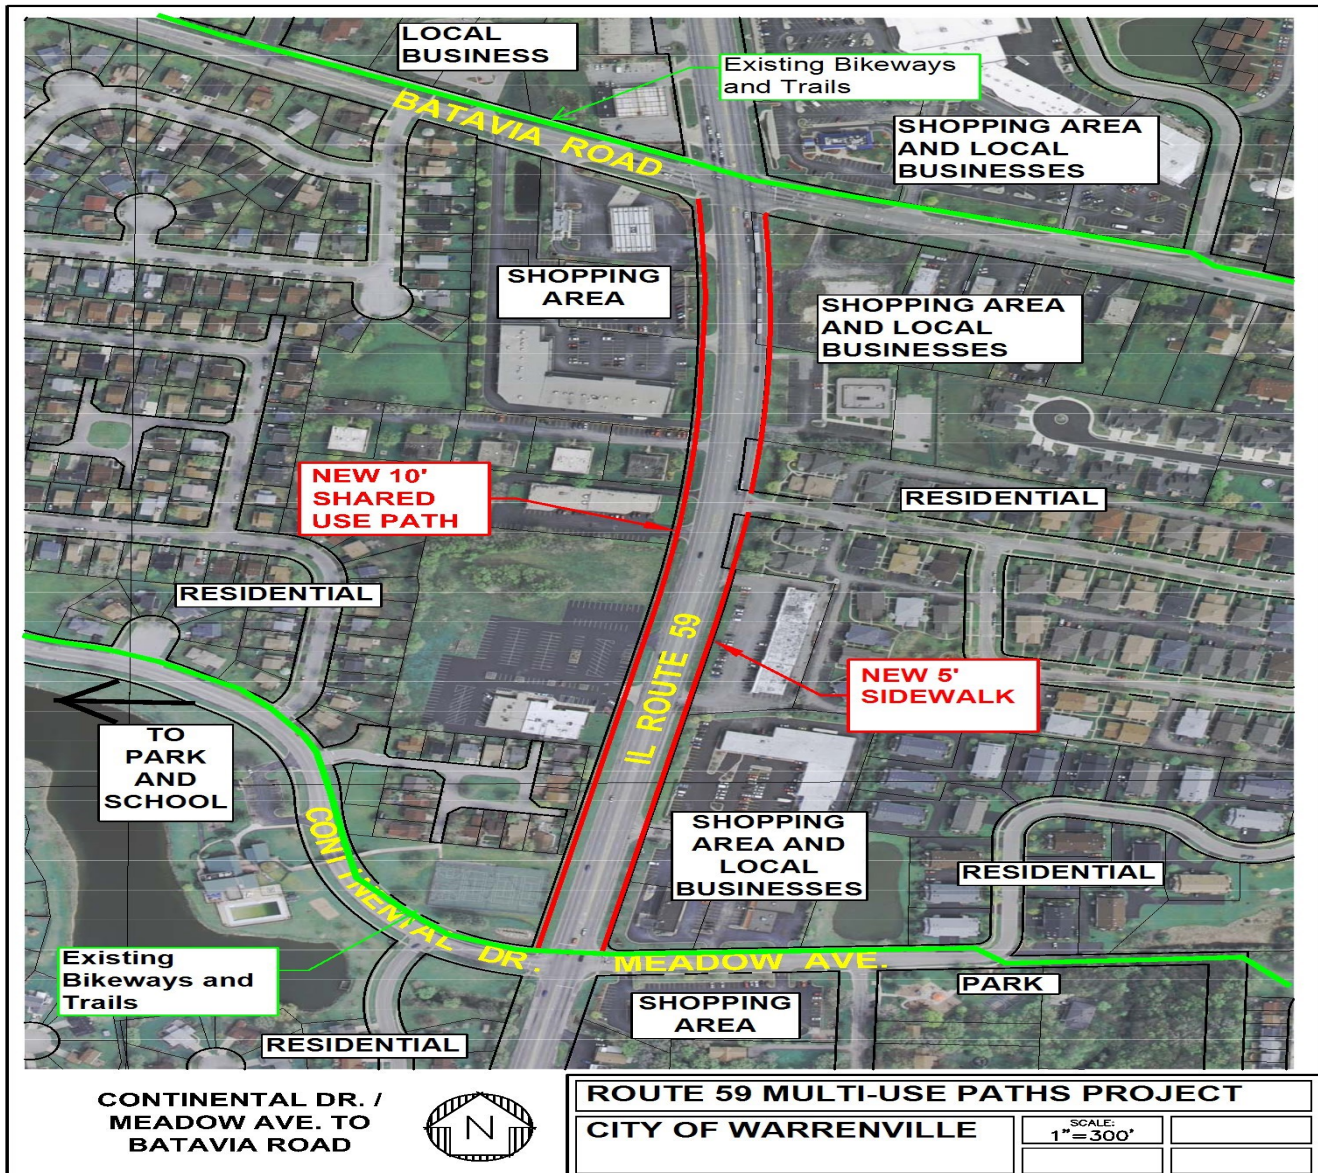 LOCAL
BUSINESS
Existing Bikeways
and Trails
BATAVIA ROAD
SHOPPING AREA
AND LOCAL
BUSINESSES
SHOPPING
AREA
SHOPPING AREA
AND LOCAL
BUSINESSES
NEW 10'
SHARED
USE PATH
RESIDENTIAL
RESIDENTIAL
IL ROUTE 59
NEW 5'
SIDEWALK
TO
PARK
AND
SCHOOL
CONTINENTAL DR.
SHOPPING
AREA AND
LOCAL
BUSINESSES
RESIDENTIAL
Existing
Bikeways and
Trails
MEADOW AVE.
PARK
SHOPPING
AREA
RESIDENTIAL
CONTINENTAL DR. /
MEADOW AVE. TO
BATAVIA ROAD
N
ROUTE 59 MULTI-USE PATHS PROJECT
CITY OF WARRENVILLE
SCALE:
1"=300'